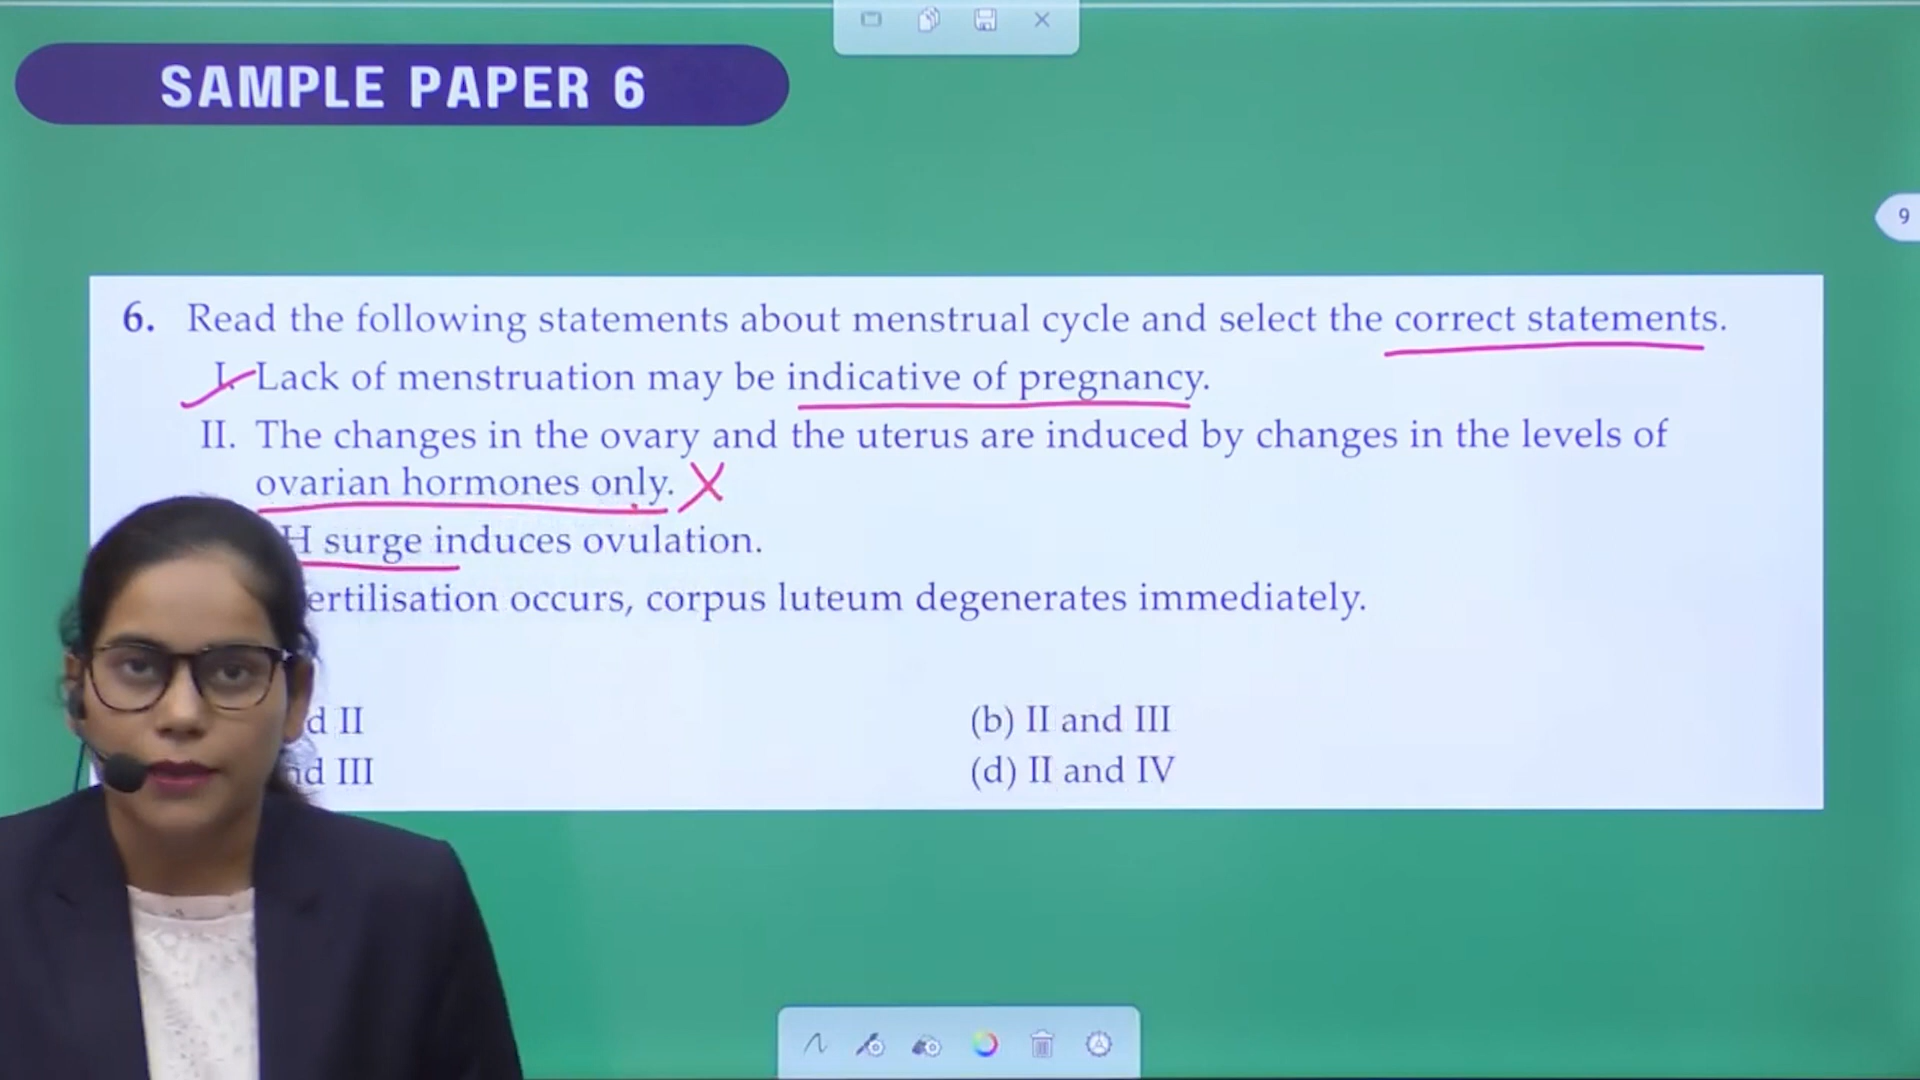 SAMPLE PAPER 6
9
6. Read the following statements about menstrual cycle and select the correct statements.
I. Lack of menstruation may be indicative of pregnancy.
II. The changes in the ovary and the uterus are induced by changes in the levels of
ovarian hormones only.
H surge induces ovulation.
ertilisation occurs, corpus luteum degenerates immediately.
d II
(b) II and III
nd III
(d) II and IV